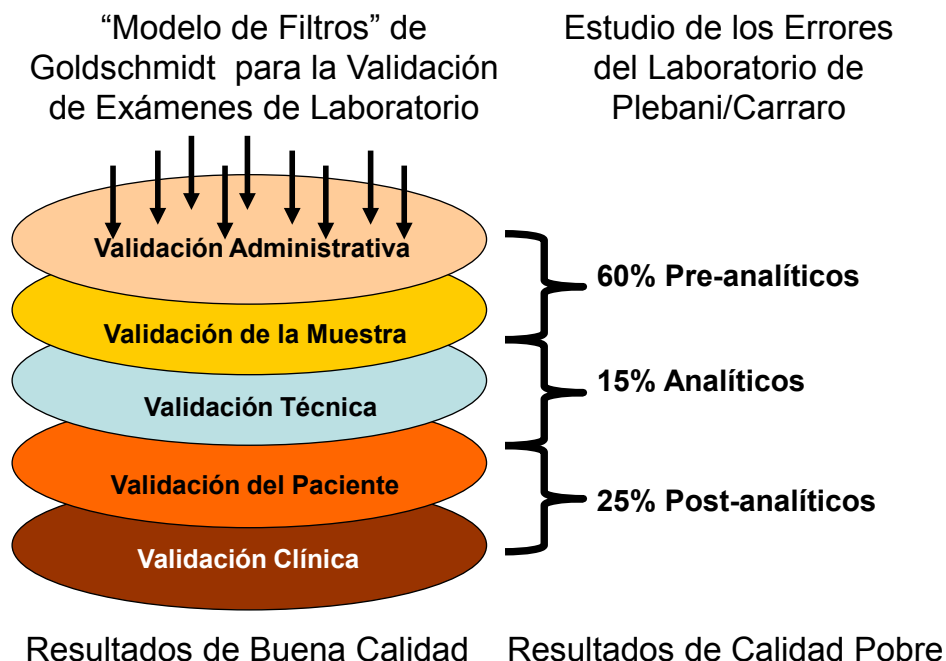 “Modelo de Filtros” de
Goldschmidt para la Validación
de Exámenes de Laboratorio
Estudio de los Errores
del Laboratorio de
Plebani/Carraro
Validación Administrativa
Validación de la Muestra
Validación Técnica
Validación del Paciente
Validación Clínica
60% Pre-analíticos
15% Analíticos
25% Post-analíticos
Resultados de Buena Calidad
Resultados de Calidad Pobre